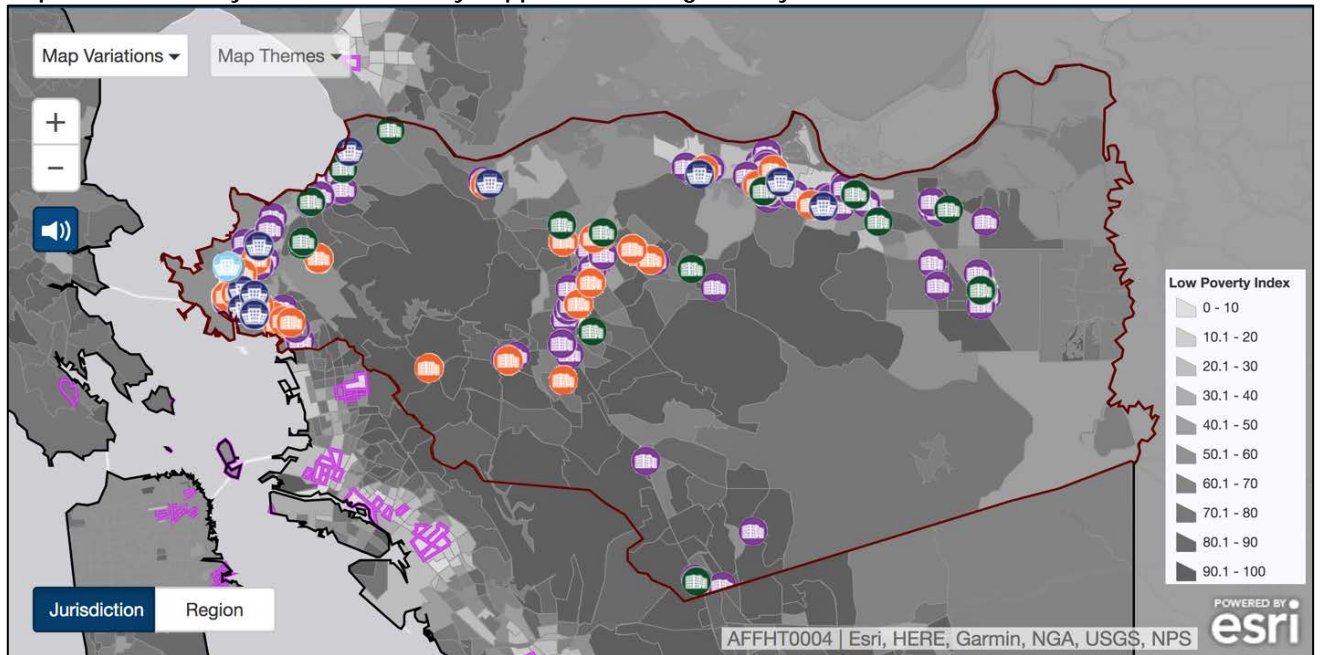 Map Variations
Map Themes
+
−
Low Poverty Index
0 - 10
10.1 - 20
20.1 - 30
30.1 - 40
40.1 - 50
50.1 - 60
60.1 - 70
70.1 - 80
80.1 - 90
90.1 - 100
Jurisdiction Region
POWERED BY
esri
AFFHT0004 | Esri, HERE, Garmin, NGA, USGS, NPS